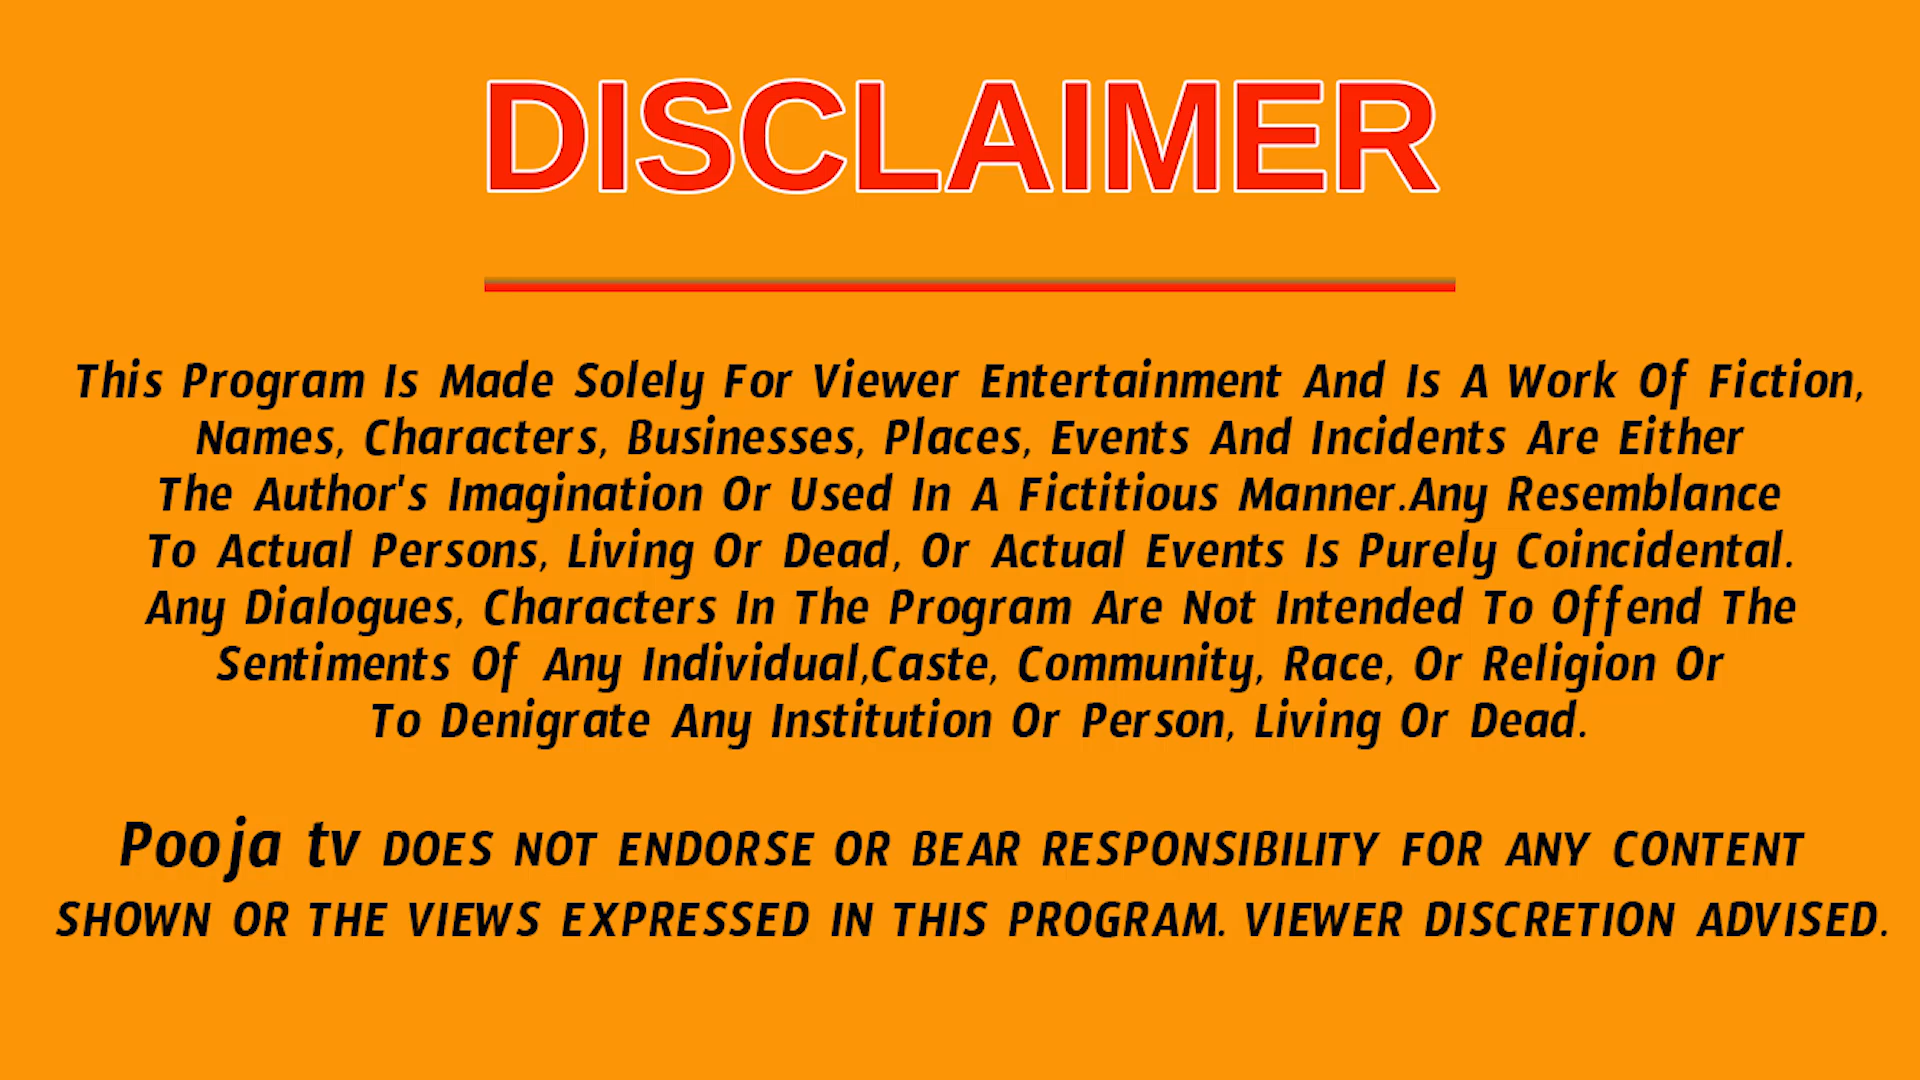 DISCLAIMER
This Program Is Made Solely For Viewer Entertainment And Is A Work Of Fiction,
Names, Characters, Businesses, Places, Events And Incidents Are Either
The Author's Imagination Or Used In A Fictitious Manner.Any Resemblance
To Actual Persons, Living Or Dead, Or Actual Events Is Purely Coincidental.
Any Dialogues, Characters In The Program Are Not Intended To Offend The
Sentiments Of Any Individual,Caste, Community, Race, Or Religion Or
To Denigrate Any Institution Or Person, Living Or Dead.
Pooja tv DOES NOT ENDORSE OR BEAR RESPONSIBILITY FOR ANY CONTENT
SHOWN OR THE VIEWS EXPRESSED IN THIS PROGRAM. VIEWER DISCRETION ADVISED.